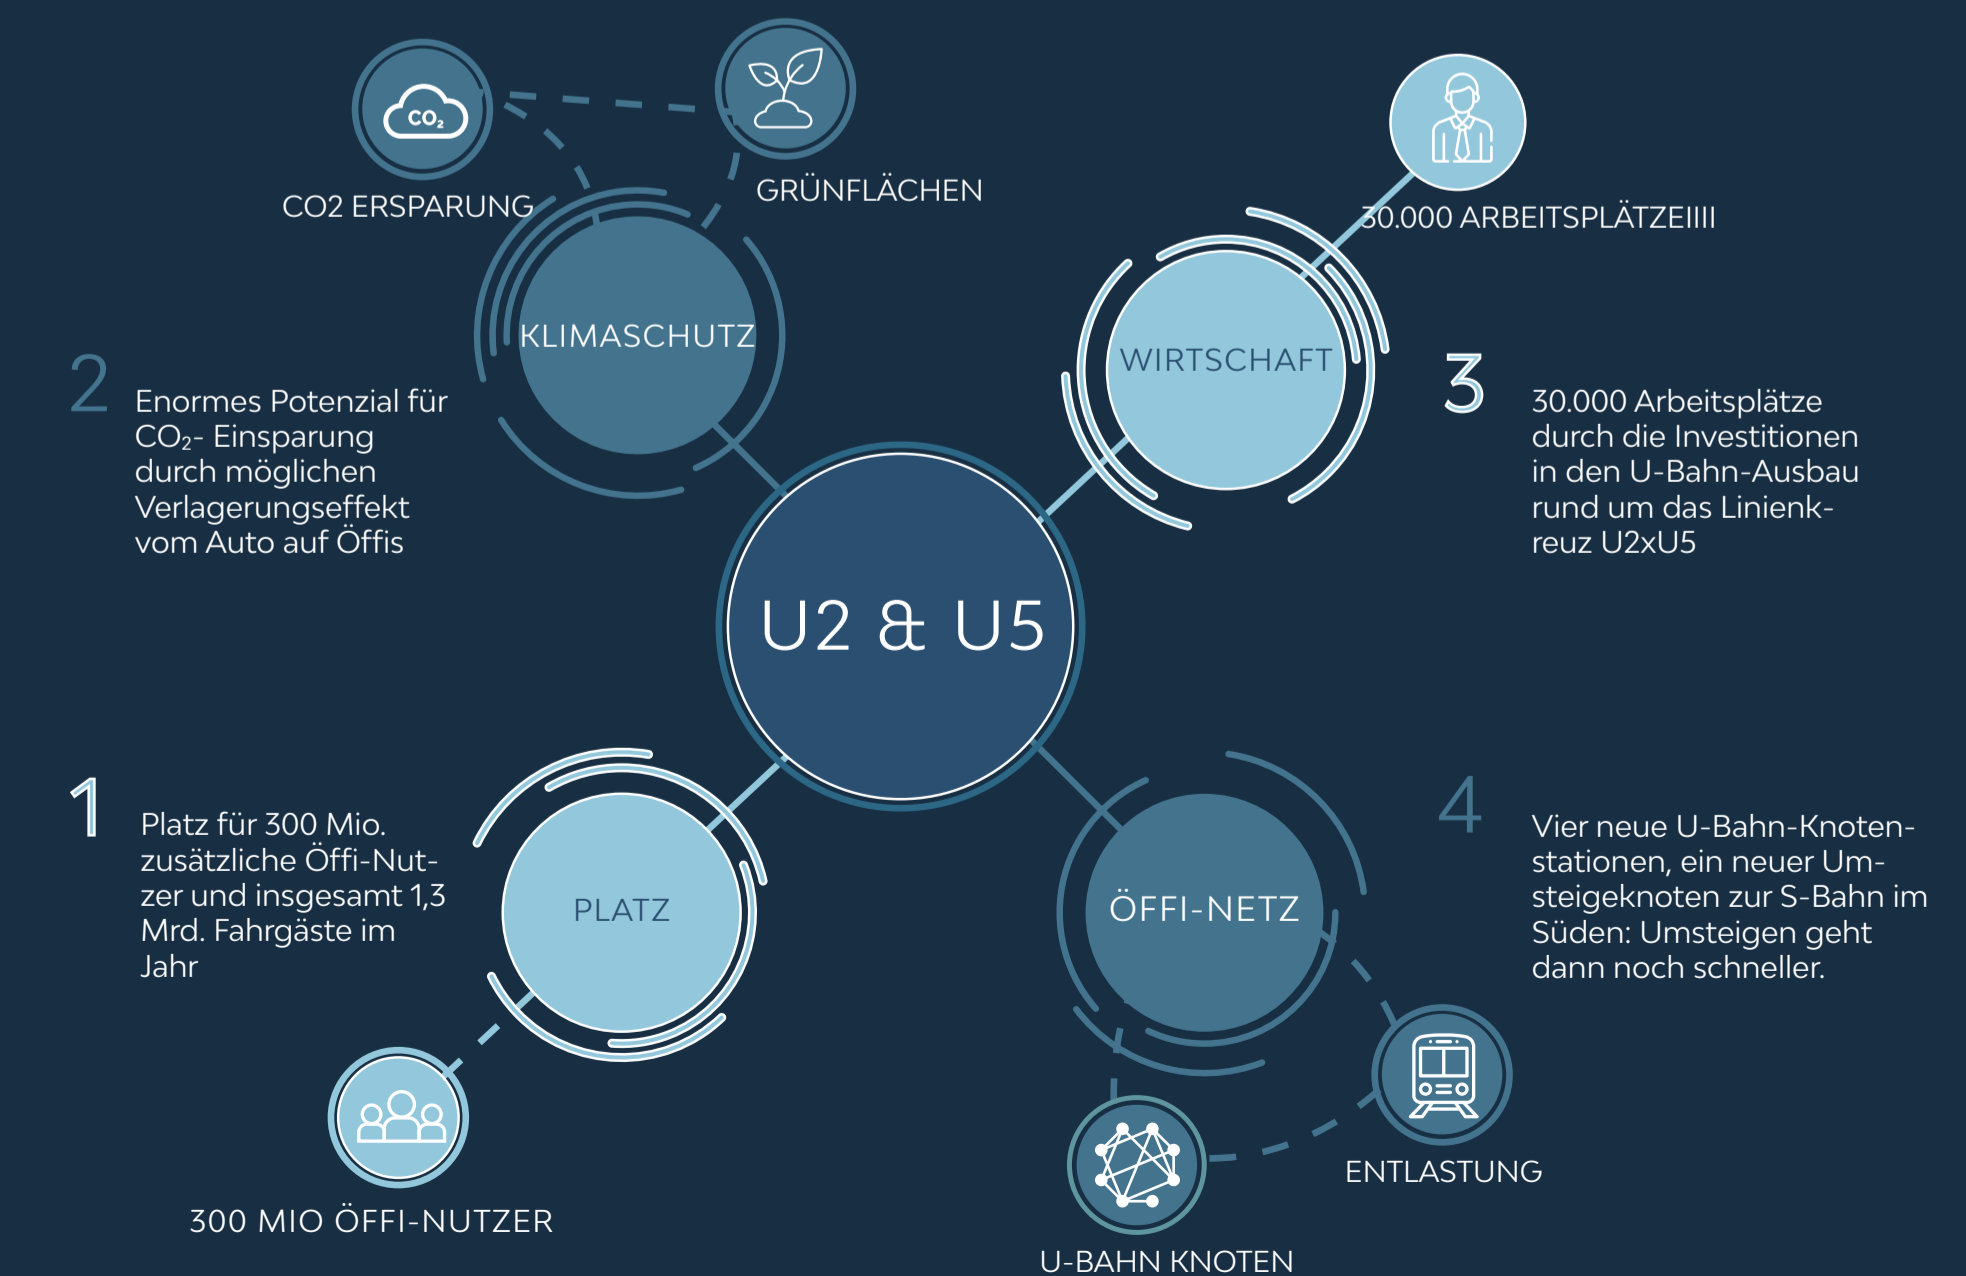 CO₂
CO2 ERSPARUNG
GRÜNFLÄCHEN
30.000 ARBEITSPLÄTZEIIII
KLIMASCHUTZ
WIRTSCHAFT
2
Enormes Potenzial für
CO₂- Einsparung
durch möglichen
Verlagerungseffekt
vom Auto auf Öffis
3
30.000 Arbeitsplätze
durch die Investitionen
in den U-Bahn-Ausbau
rund um das Linienk-
reuz U2xU5
U2 & U5
1
Platz für 300 Mio.
zusätzliche Öffi-Nut-
zer und insgesamt 1,3
Mrd. Fahrgäste im
Jahr
PLATZ
ÖFFI-NETZ
4
Vier neue U-Bahn-Knoten-
stationen, ein neuer Um-
steigeknoten zur S-Bahn im
Süden: Umsteigen geht
dann noch schneller.
300 MIO ÖFFI-NUTZER
ENTLASTUNG
U-BAHN KNOTEN